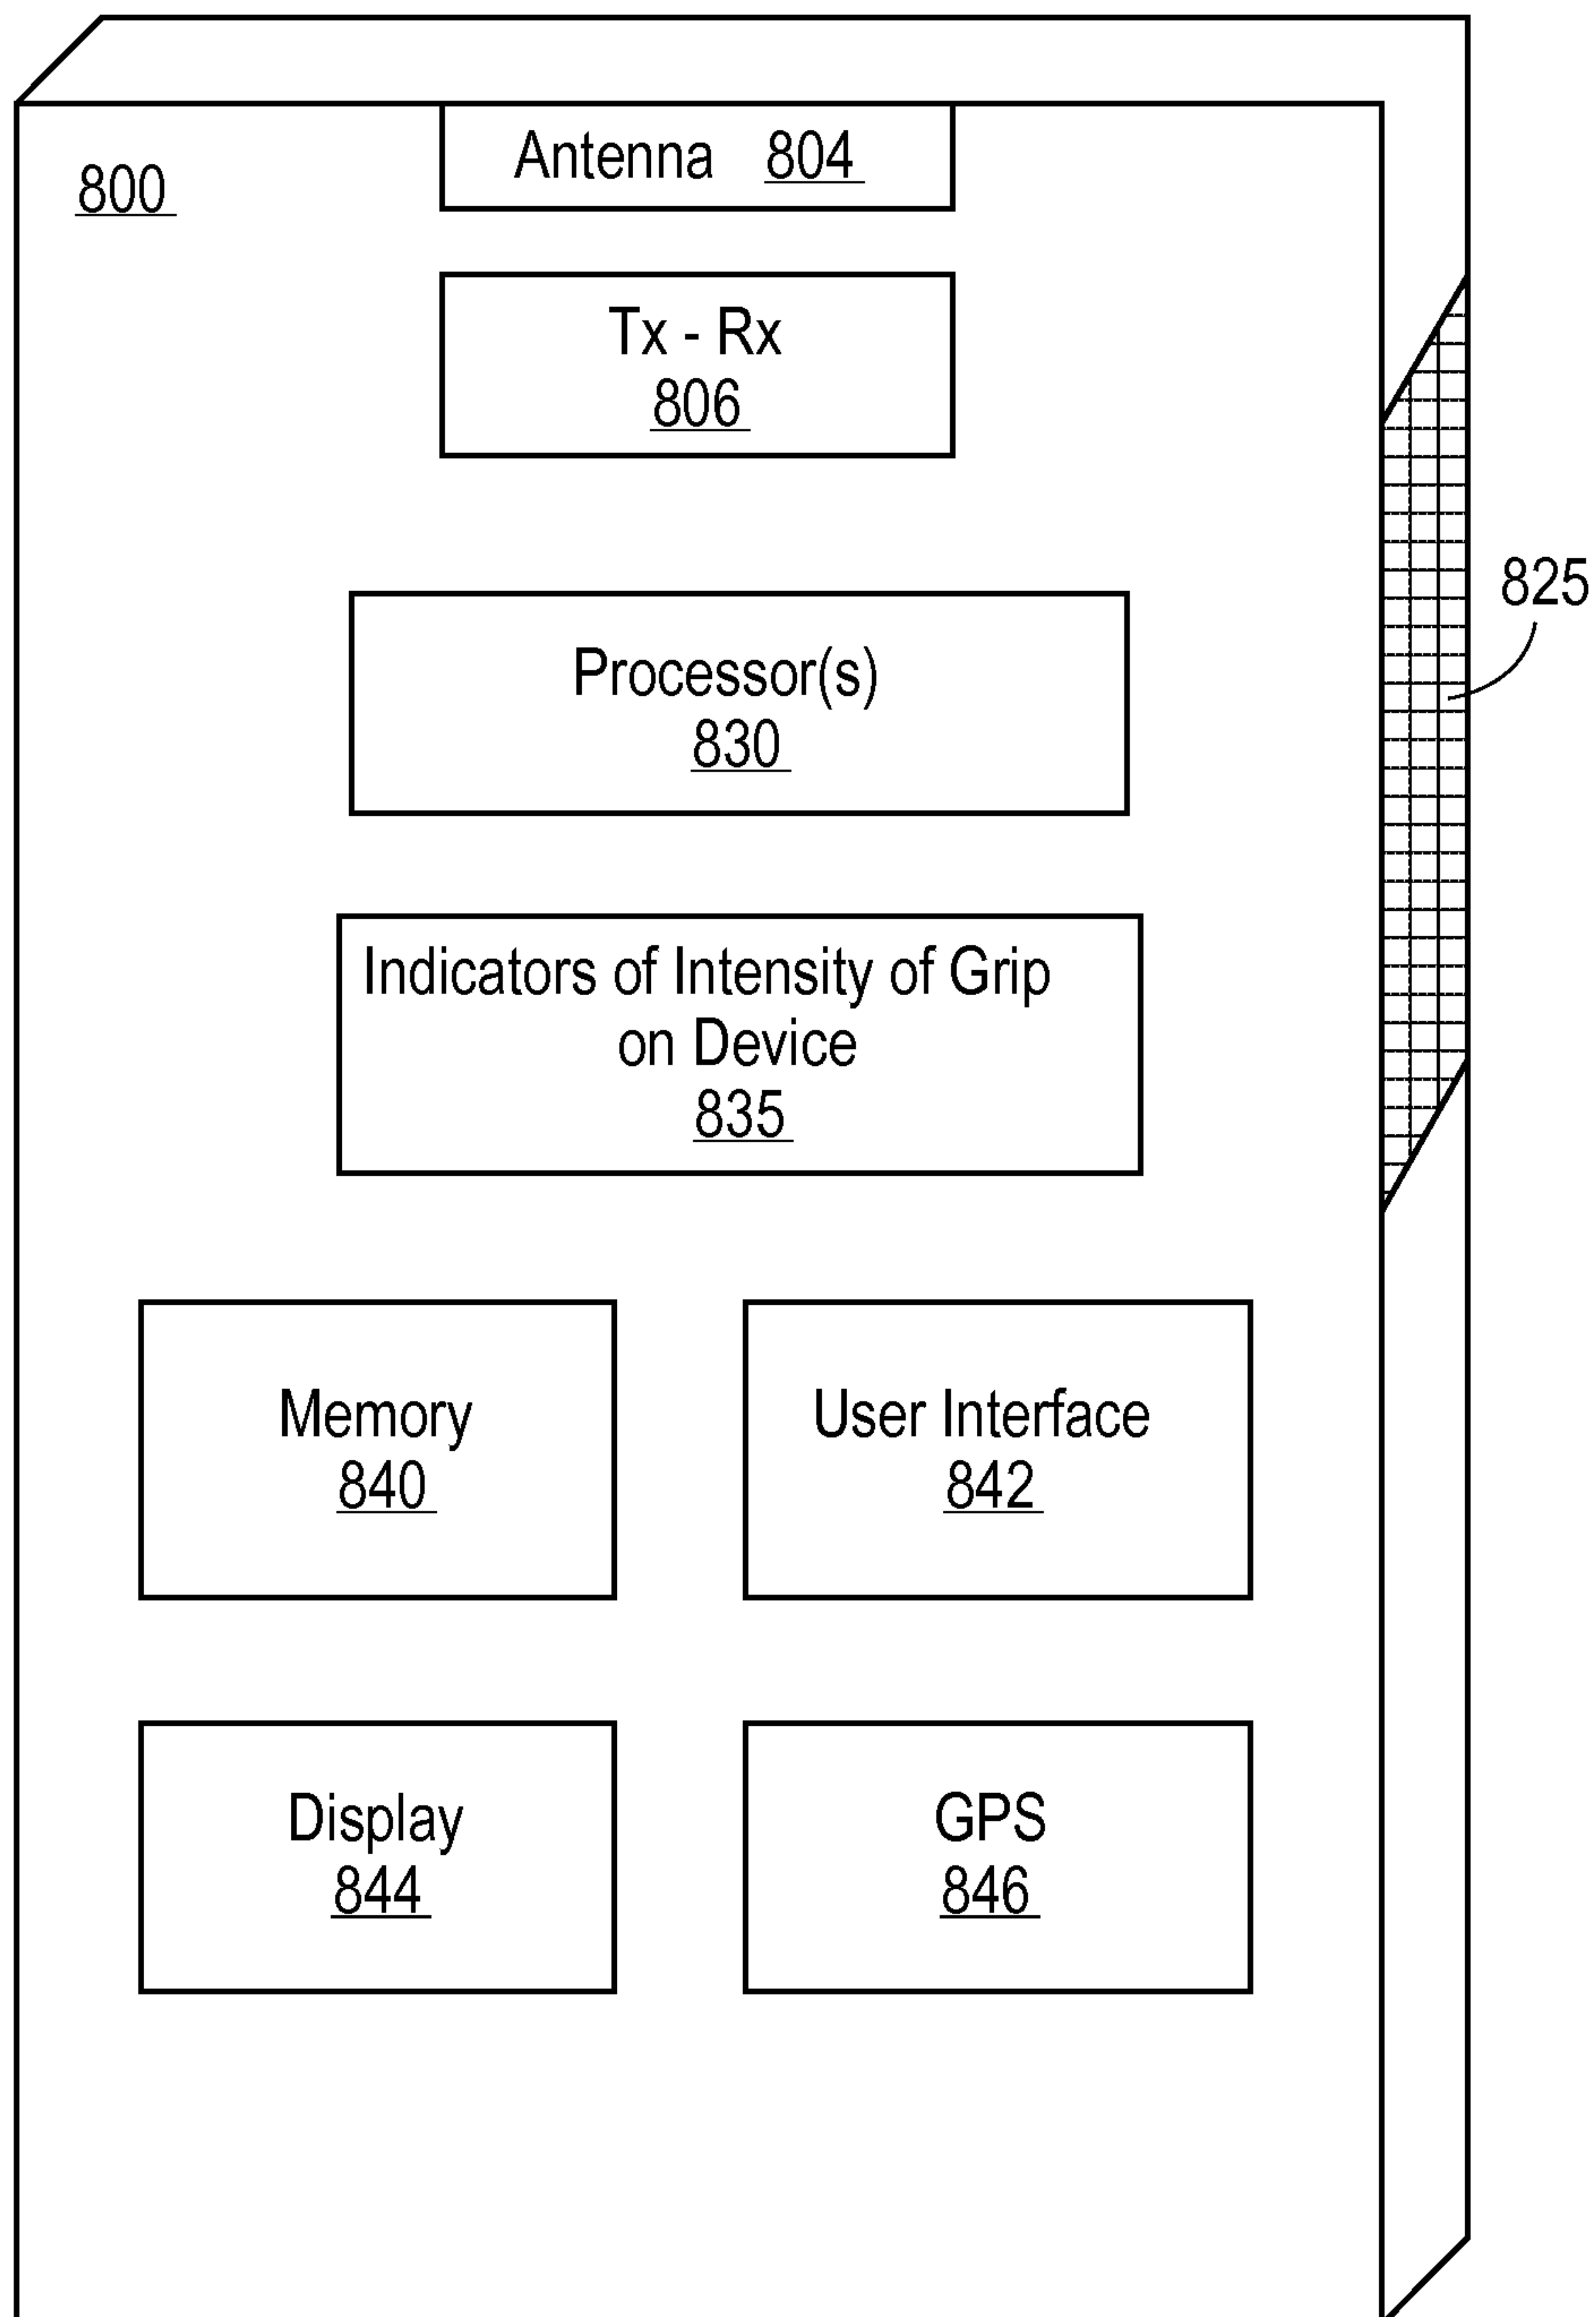 800
Antenna 804
Tx - Rx
806
825
Processor(s)
830
Indicators of Intensity of Grip
on Device
835
Memory
840
User Interface
842
Display
844
GPS
846